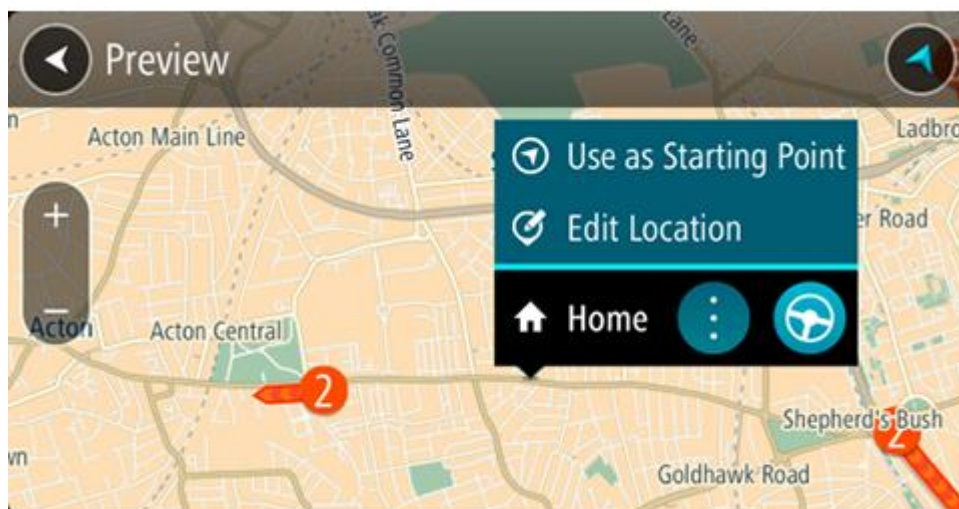 Preview
Common Lane
Lane
Acton Main Line
Use as Starting Point
Edit Location
Road
Home
+
−
Acton
Acton Central
2
Shepherd's Bush
2
Goldhawk Road